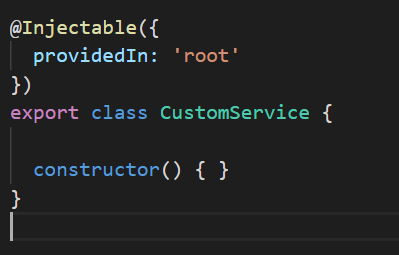 @Injectable({
  providedIn: 'root'
})
export class CustomService {

  constructor() { }
}